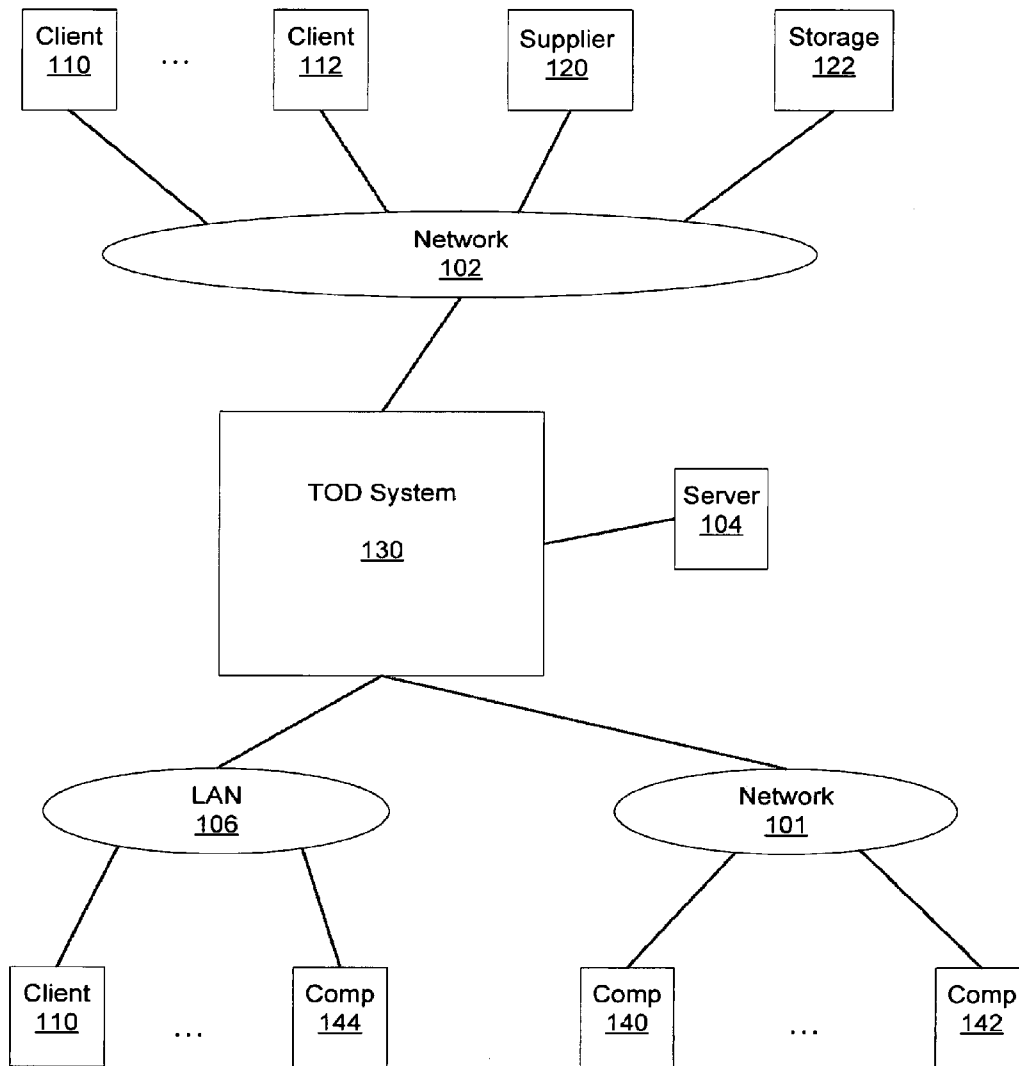 Client
110
...
Client
112
Supplier
120
Storage
122
Network
102
TOD System
130
Server
104
LAN
106
Network
101
Client
110
...
Comp
144
Comp
140
...
Comp
142